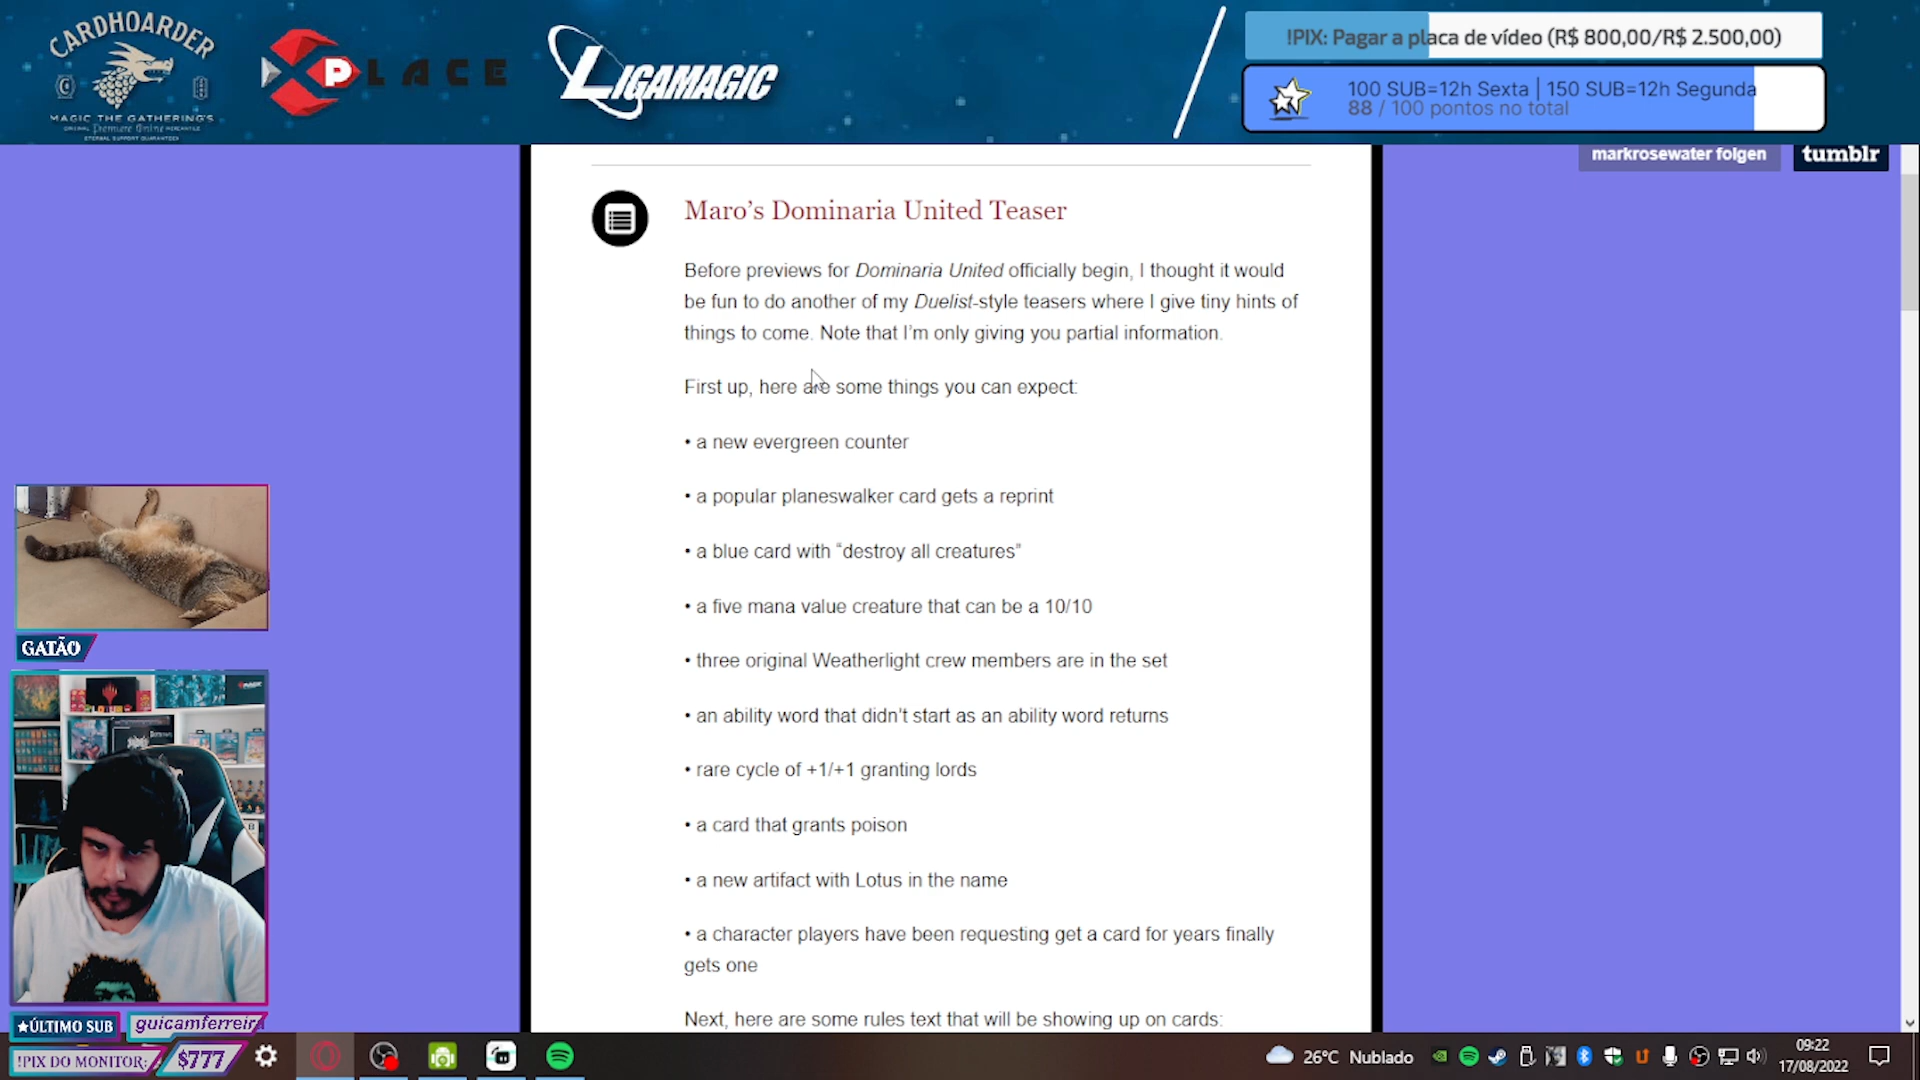 CARDHOARDER
MAGIC THE GATHERING'S
ORIGINAL Premiere Online MERCANTILE
ETERNAL SUPPORT GUARANTEED
XPLACE
LIGAMAGIC
!PIX: Pagar a placa de vídeo (R$ 800,00/R$ 2.500,00)
100 SUB=12h Sexta | 150 SUB=12h Segunda
88 / 100 pontos no total
markrosewater folgen
tumblr
Maro's Dominaria United Teaser
Before previews for Dominaria United officially begin, I thought it would
be fun to do another of my Duelist-style teasers where I give tiny hints of
things to come. Note that I'm only giving you partial information.
First up, here are some things you can expect:
• a new evergreen counter
• a popular planeswalker card gets a reprint
• a blue card with “destroy all creatures”
• a five mana value creature that can be a 10/10
• three original Weatherlight crew members are in the set
• an ability word that didn't start as an ability word returns
• rare cycle of +1/+1 granting lords
• a card that grants poison
• a new artifact with Lotus in the name
• a character players have been requesting get a card for years finally
gets one
Next, here are some rules text that will be showing up on cards:
GATÃO
★ÚLTIMO SUB
guicamferreira
!PIX DO MONITOR:
$777
26°C Nublado
09:22
17/08/2022